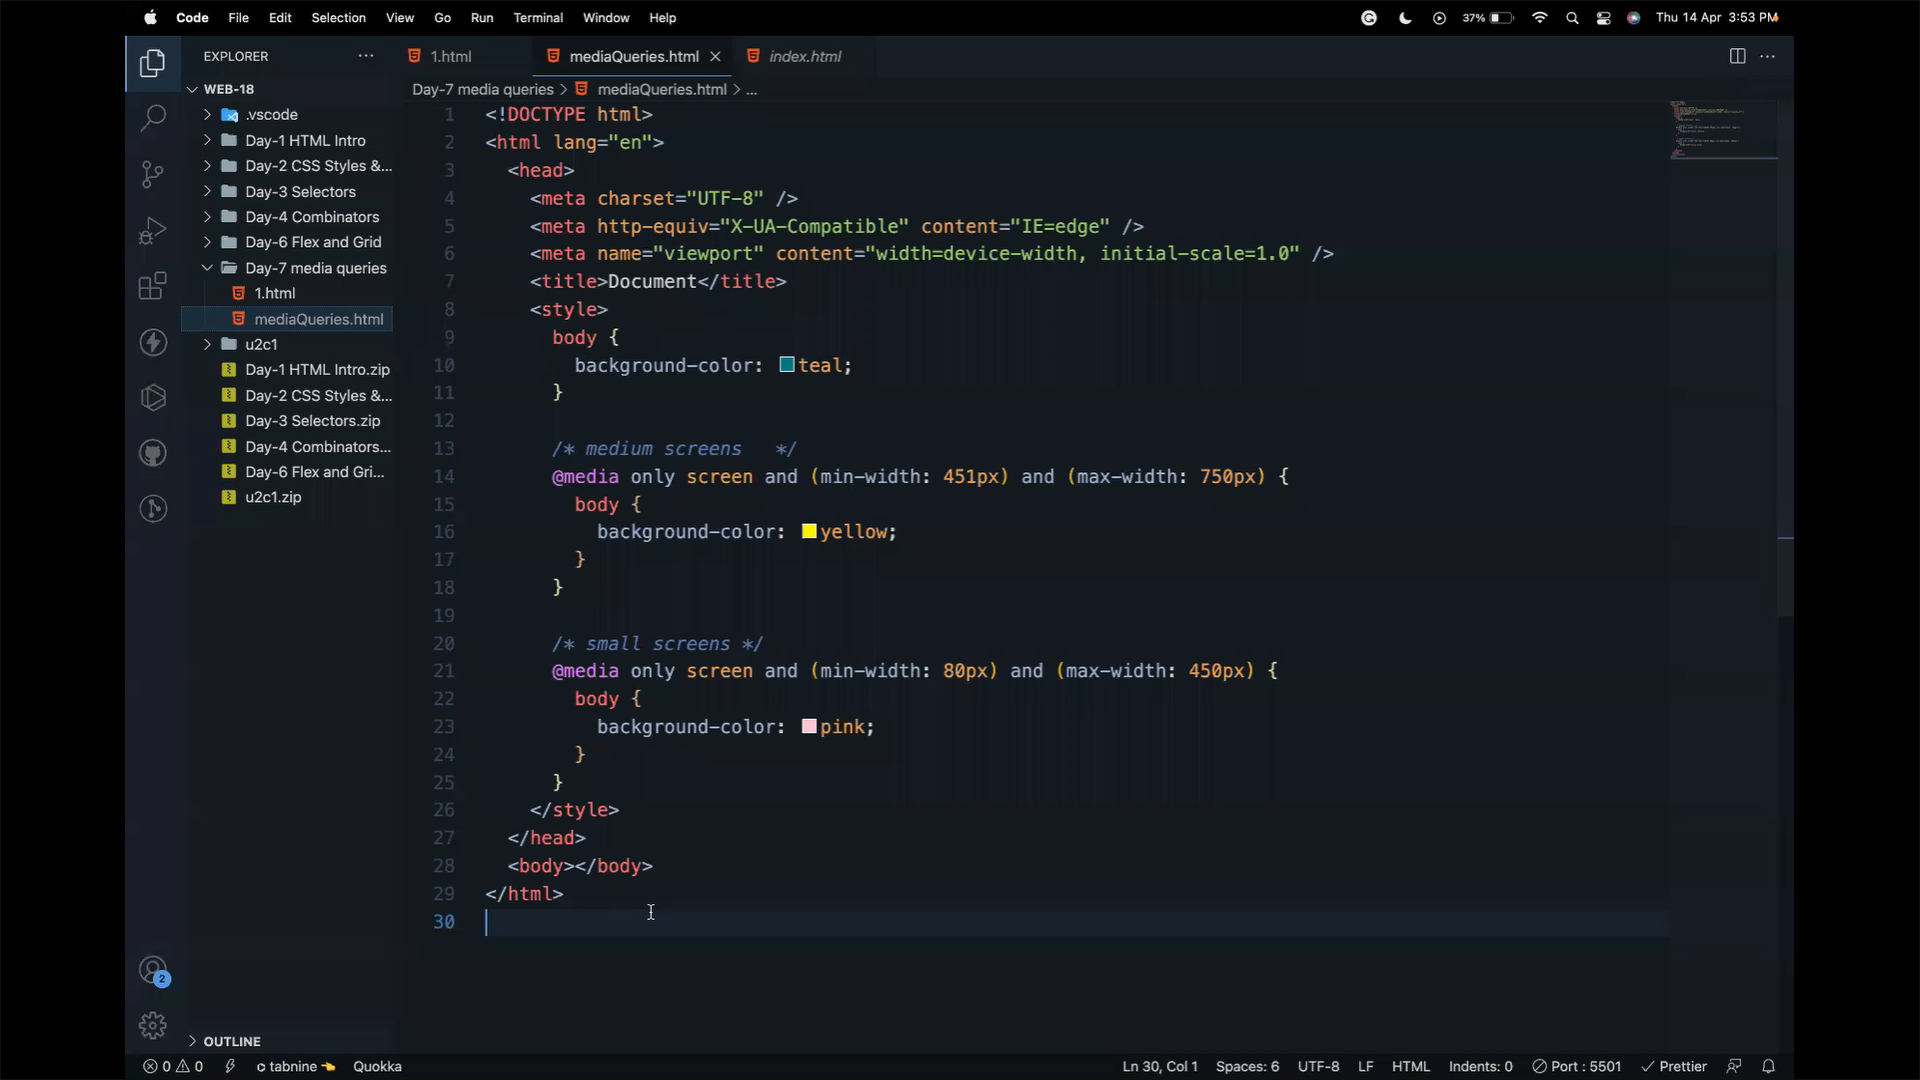 Code File Edit Selection View Go Run Terminal Window Help 37% Thu 14 Apr 3:53 PM
EXPLORER
WEB-18
.vscode
Day-1 HTML Intro
Day-2 CSS Styles &...
Day-3 Selectors
Day-4 Combinators
Day-6 Flex and Grid
Day-7 media queries
1.html
mediaQueries.html
u2c1
Day-1 HTML Intro.zip
Day-2 CSS Styles &...
Day-3 Selectors.zip
Day-4 Combinators...
Day-6 Flex and Gri...
u2c1.zip
OUTLINE
2
1.html mediaQueries.html index.html
Day-7 media queries > mediaQueries.html > ...
1 <!DOCTYPE html>
2 <html lang="en">
3 <head>
4 <meta charset="UTF-8" />
5 <meta http-equiv="X-UA-Compatible" content="IE=edge" />
6 <meta name="viewport" content="width=device-width, initial-scale=1.0" />
7 <title>Document</title>
8 <style>
9 body {
10 background-color: teal;
11 }
12
13 /* medium screens */
14 @media only screen and (min-width: 451px) and (max-width: 750px) {
15 body {
16 background-color: yellow;
17 }
18 }
19
20 /* small screens */
21 @media only screen and (min-width: 80px) and (max-width: 450px) {
22 body {
23 background-color: pink;
24 }
25 }
26 </style>
27 </head>
28 <body></body>
29 </html>
30
0 0 tabnine Quokka Ln 30, Col 1 Spaces: 6 UTF-8 LF HTML Indents: 0 Port : 5501 Prettier